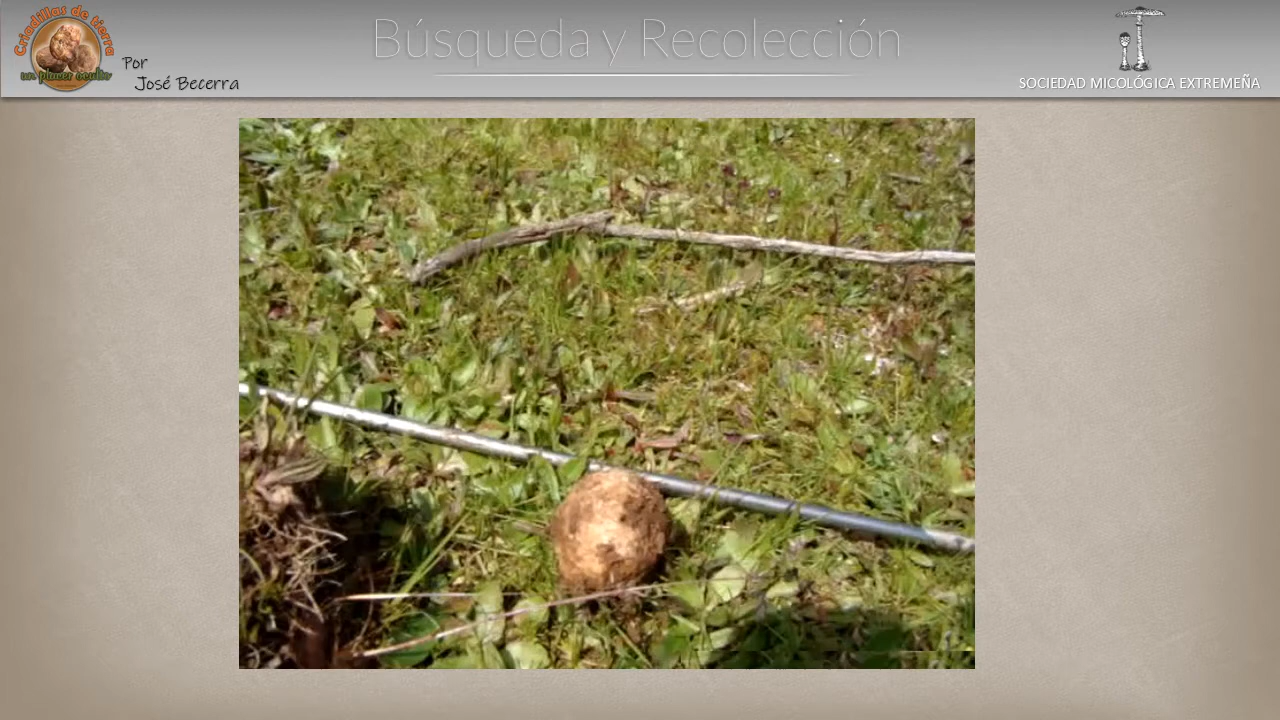 Criadillas de tierra
un placer oculto
Por
José Becerra
Búsqueda y Recolección
SOCIEDAD MICOLÓGICA EXTREMEÑA